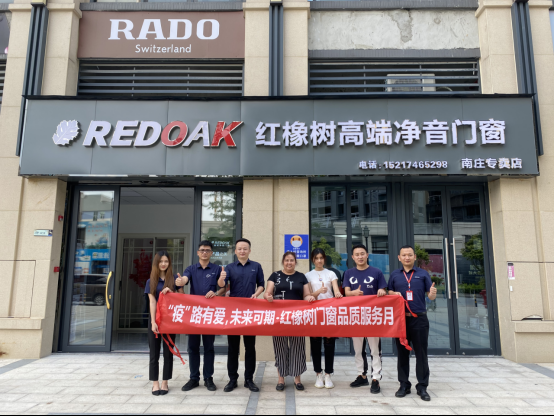 RADO
Switzerland
REDOAK 红橡树高端净音门窗
电话：15217465298 南庄专卖店
“疫”路有爱，未来可期-红橡树门窗品质服务月